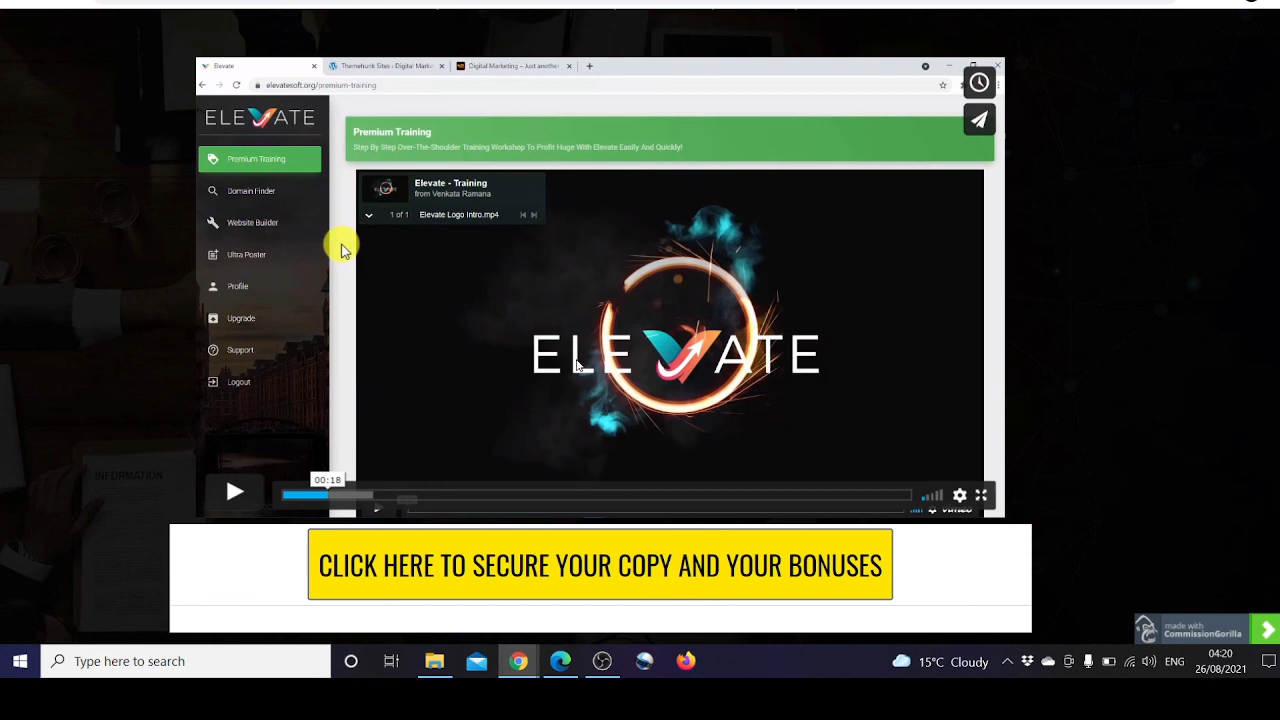 Elevate
Themehunk Sites ‹ Digital Marke
Digital Marketing – Just another
elevatesoft.org/premium-training
ELEVATE
Premium Training
Domain Finder
Website Builder
Ultra Poster
Profile
Upgrade
Support
Logout
Premium Training
Step By Step Over-The-Shoulder Training Workshop To Profit Huge With Elevate Easily And Quickly!
Elevate - Training
from Venkata Ramana
1 of 1 Elevate Logo Intro.mp4
ELEVATE
INFORMATION
00:18
vimeo
CLICK HERE TO SECURE YOUR COPY AND YOUR BONUSES
made with
CommissionGorilla
Type here to search
15°C Cloudy
ENG
04:20
26/08/2021